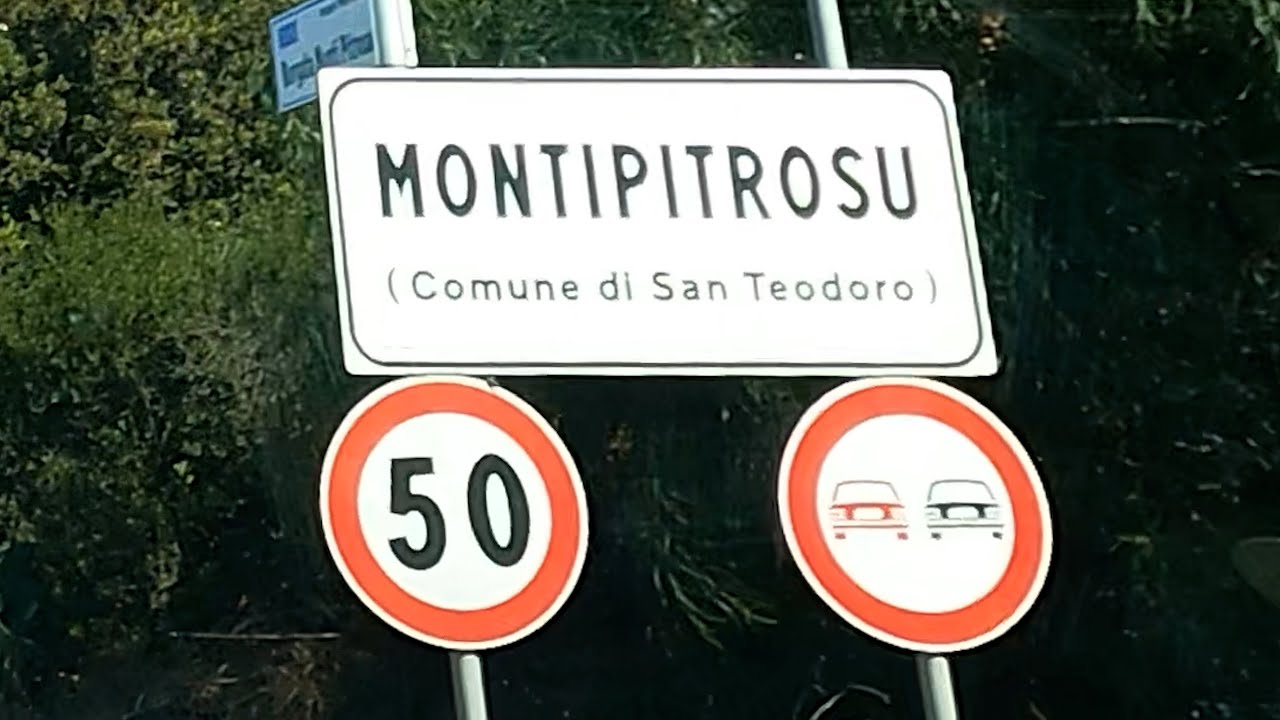 MONTIPITROSU
(Comune di San Teodoro)
50